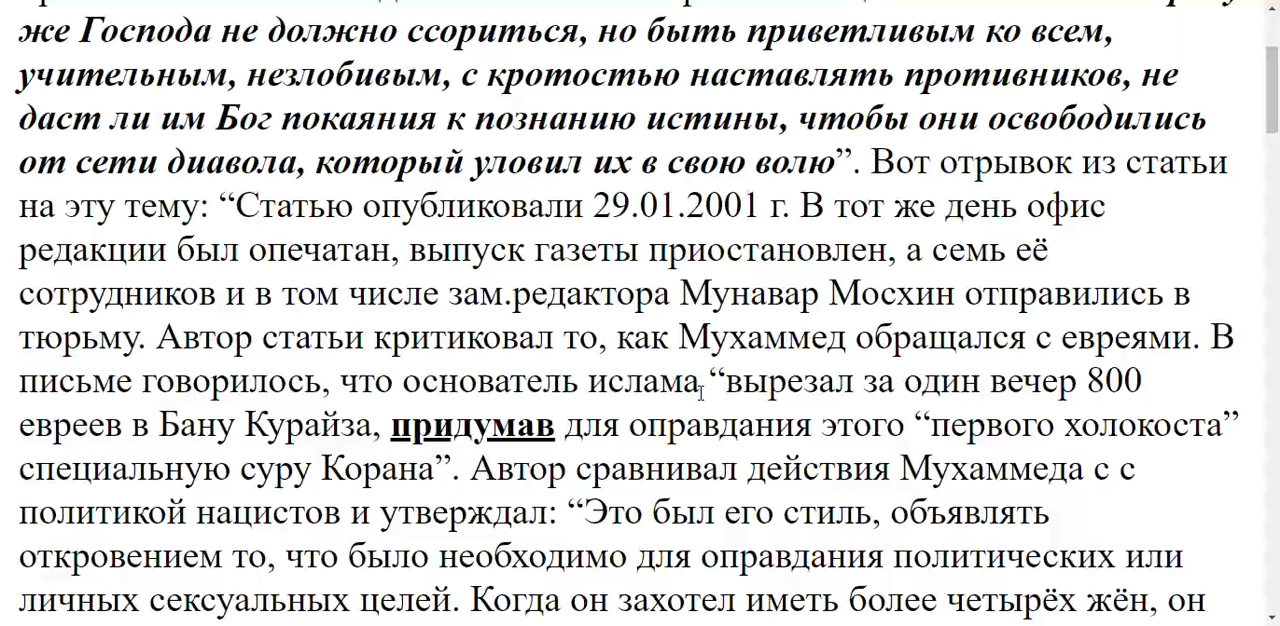 же Господа не должно ссориться, но быть приветливым ко всем,
учительным, незлобивым, с кротостью наставлять противников, не
даст ли им Бог покаяния к познанию истины, чтобы они освободились
от сети диавола, который уловил их в свою волю”. Вот отрывок из статьи
на эту тему: “Статью опубликовали 29.01.2001 г. В тот же день офис
редакции был опечатан, выпуск газеты приостановлен, а семь её
сотрудников и в том числе зам.редактора Мунавар Мосхин отправились в
тюрьму. Автор статьи критиковал то, как Мухаммед обращался с евреями. В
письме говорилось, что основатель ислама “вырезал за один вечер 800
евреев в Бану Курайза, придумав для оправдания этого “первого холокоста”
специальную суру Корана”. Автор сравнивал действия Мухаммеда с с
политикой нацистов и утверждал: “Это был его стиль, объявлять
откровением то, что было необходимо для оправдания политических или
личных сексуальных целей. Когда он захотел иметь более четырёх жён, он